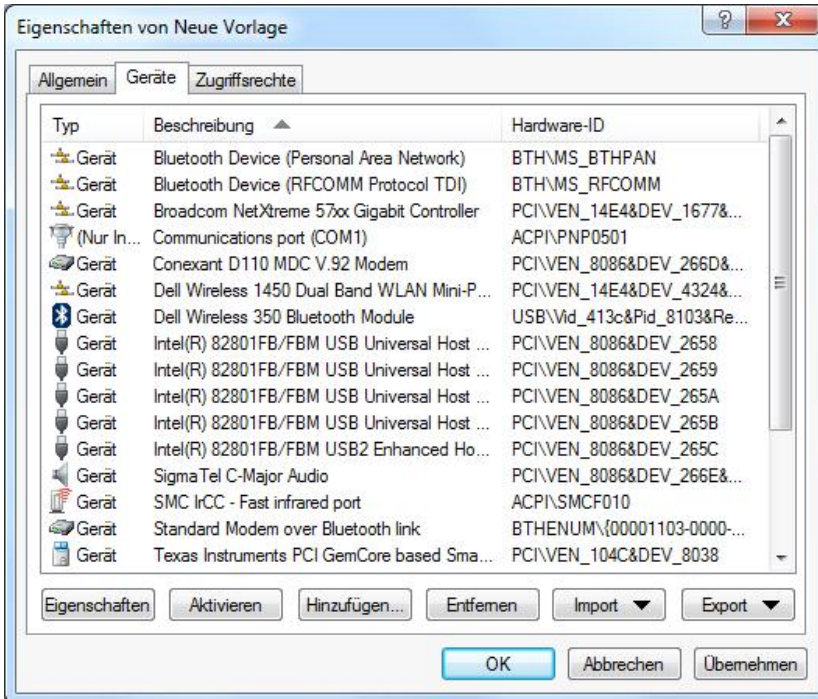 Eigenschaften von Neue Vorlage
?
Allgemein Geräte Zugriffsrechte
Typ Beschreibung Hardware-ID
Gerät Bluetooth Device (Personal Area Network) BTH\MS_BTHPAN
Gerät Bluetooth Device (RFCOMM Protocol TDI) BTH\MS_RFCOMM
Gerät Broadcom NetXtreme 57xx Gigabit Controller PCI\VEN_14E4&DEV_1677&...
(Nur In... Communications port (COM1) ACPI\PNP0501
Gerät Conexant D110 MDC V.92 Modem PCI\VEN_8086&DEV_266D&...
Gerät Dell Wireless 1450 Dual Band WLAN Mini-P... PCI\VEN_14E4&DEV_4324&...
Gerät Dell Wireless 350 Bluetooth Module USB\Vid_413c&Pid_8103&Re...
Gerät Intel(R) 82801FB/FBM USB Universal Host ... PCI\VEN_8086&DEV_2658
Gerät Intel(R) 82801FB/FBM USB Universal Host ... PCI\VEN_8086&DEV_2659
Gerät Intel(R) 82801FB/FBM USB Universal Host ... PCI\VEN_8086&DEV_265A
Gerät Intel(R) 82801FB/FBM USB Universal Host ... PCI\VEN_8086&DEV_265B
Gerät Intel(R) 82801FB/FBM USB2 Enhanced Ho... PCI\VEN_8086&DEV_265C
Gerät SigmaTel C-Major Audio PCI\VEN_8086&DEV_266E&...
Gerät SMC IrCC - Fast infrared port ACPI\SMCF010
Gerät Standard Modem over Bluetooth link BTHENUM\{00001103-0000-...
Gerät Texas Instruments PCI GemCore based Sma... PCI\VEN_104C&DEV_8038
Eigenschaften Aktivieren Hinzufügen... Entfernen Import Export
OK Abbrechen Übernehmen